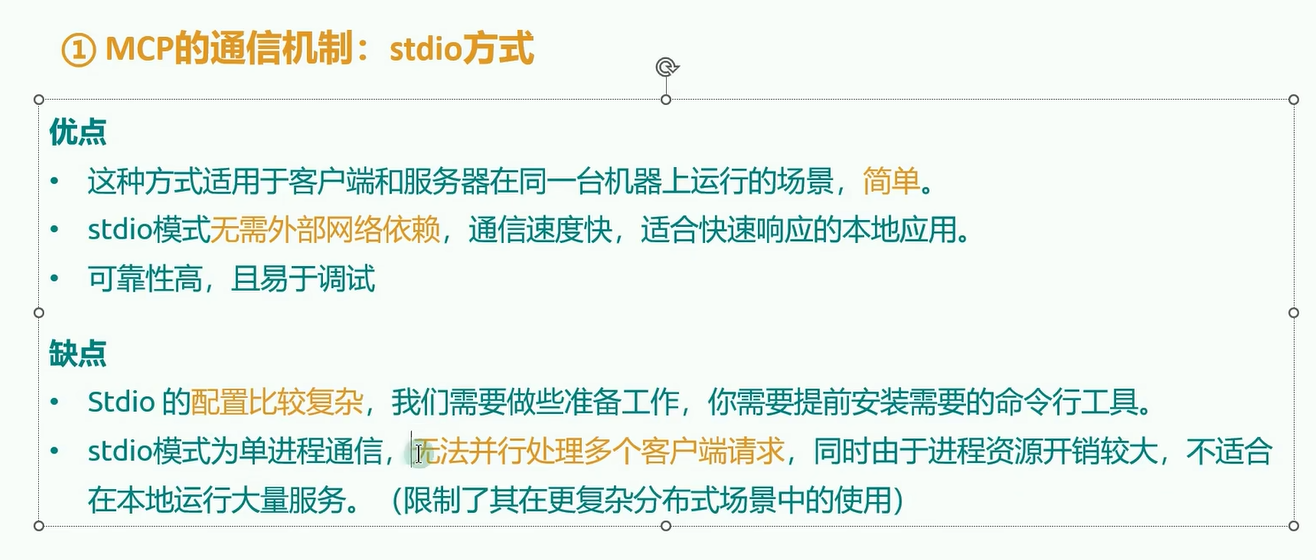 ① MCP的通信机制：stdio方式
优点
• 这种方式适用于客户端和服务器在同一台机器上运行的场景，简单。
• stdio模式无需外部网络依赖，通信速度快，适合快速响应的本地应用。
• 可靠性高，且易于调试
缺点
• Stdio 的配置比较复杂，我们需要做些准备工作，你需要提前安装需要的命令行工具。
• stdio模式为单进程通信，无法并行处理多个客户端请求，同时由于进程资源开销较大，不适合
在本地运行大量服务。（限制了其在更复杂分布式场景中的使用）